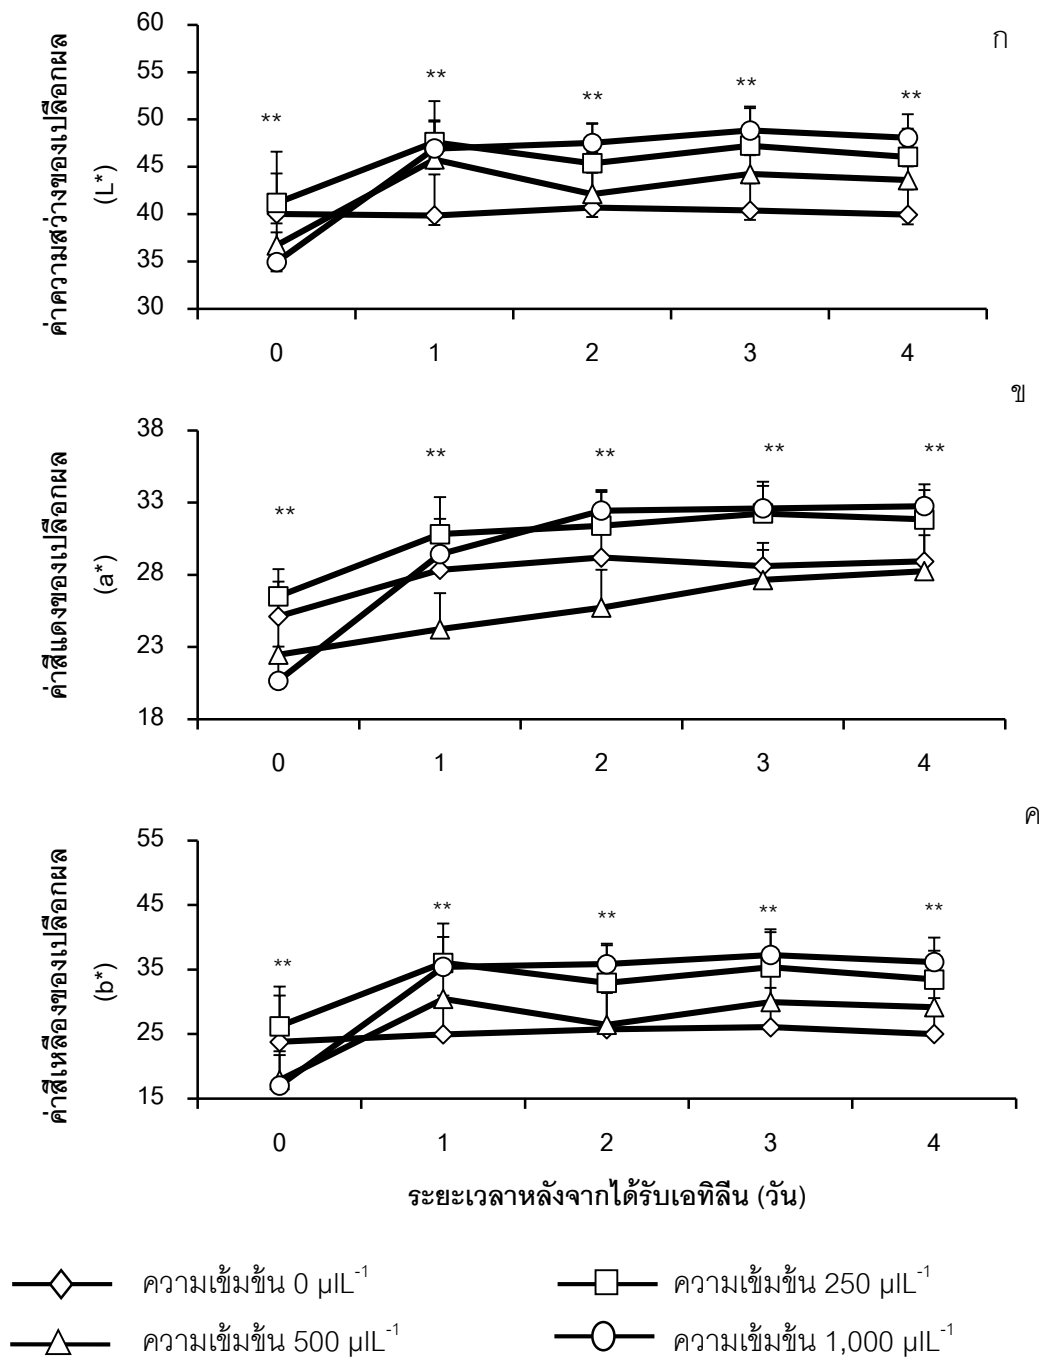 ก
ค่าความสว่างของเปลือกผล
(L*)
60
55
50
45
40
35
30
** ** ** ** **
0 1 2 3 4
ข
ค่าสีแดงของเปลือกผล
(a*)
38
33
28
23
18
** ** ** ** **
0 1 2 3 4
ค
ค่าสีเหลืองของเปลือกผล
(b*)
55
45
35
25
15
** ** ** ** **
0 1 2 3 4
ระยะเวลาหลังจากได้รับเอทิลีน (วัน)
ความเข้มข้น 0 µlL⁻¹
ความเข้มข้น 250 µlL⁻¹
ความเข้มข้น 500 µlL⁻¹
ความเข้มข้น 1,000 µlL⁻¹